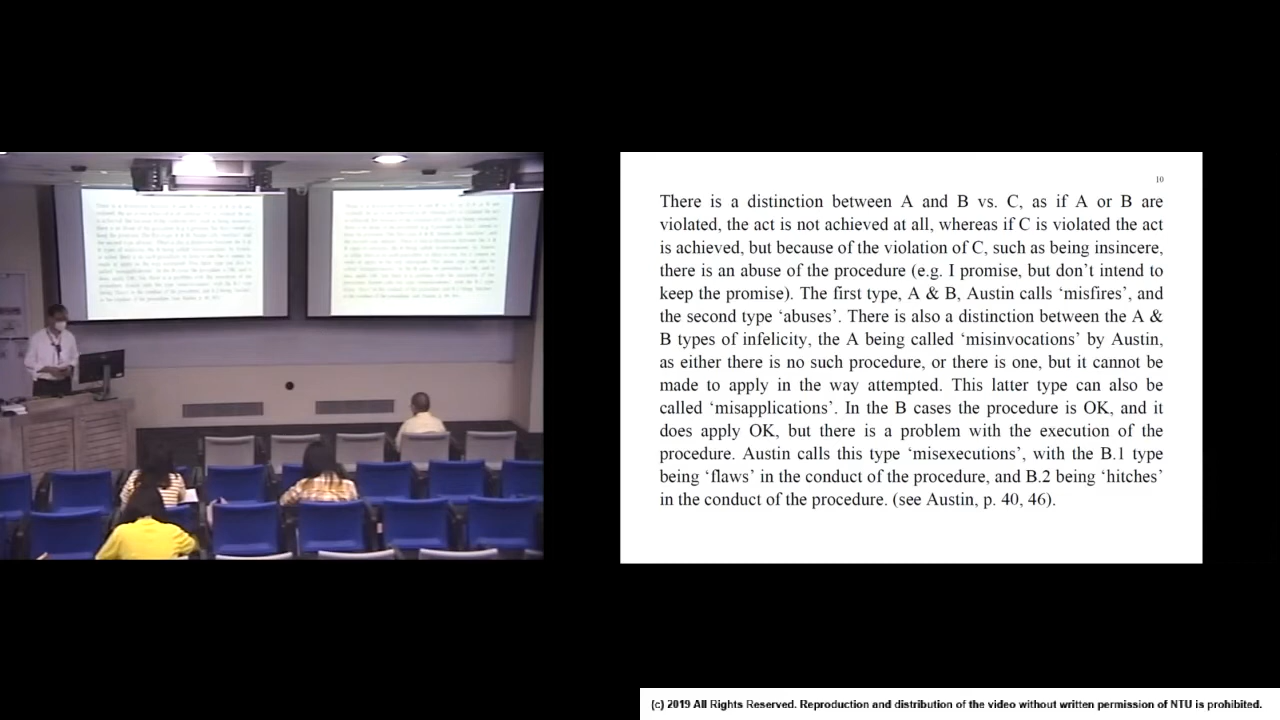 10
There is a distinction between A and B vs. C, as if A or B are
violated, the act is not achieved at all, whereas if C is violated the act
is achieved, but because of the violation of C, such as being insincere,
there is an abuse of the procedure (e.g. I promise, but don’t intend to
keep the promise). The first type, A & B, Austin calls ‘misfires’, and
the second type ‘abuses’. There is also a distinction between the A &
B types of infelicity, the A being called ‘misinvocations’ by Austin,
as either there is no such procedure, or there is one, but it cannot be
made to apply in the way attempted. This latter type can also be
called ‘misapplications’. In the B cases the procedure is OK, and it
does apply OK, but there is a problem with the execution of the
procedure. Austin calls this type ‘misexecutions’, with the B.1 type
being ‘flaws’ in the conduct of the procedure, and B.2 being ‘hitches’
in the conduct of the procedure. (see Austin, p. 40, 46).
(c) 2019 All Rights Reserved. Reproduction and distribution of the video without written permission of NTU is prohibited.